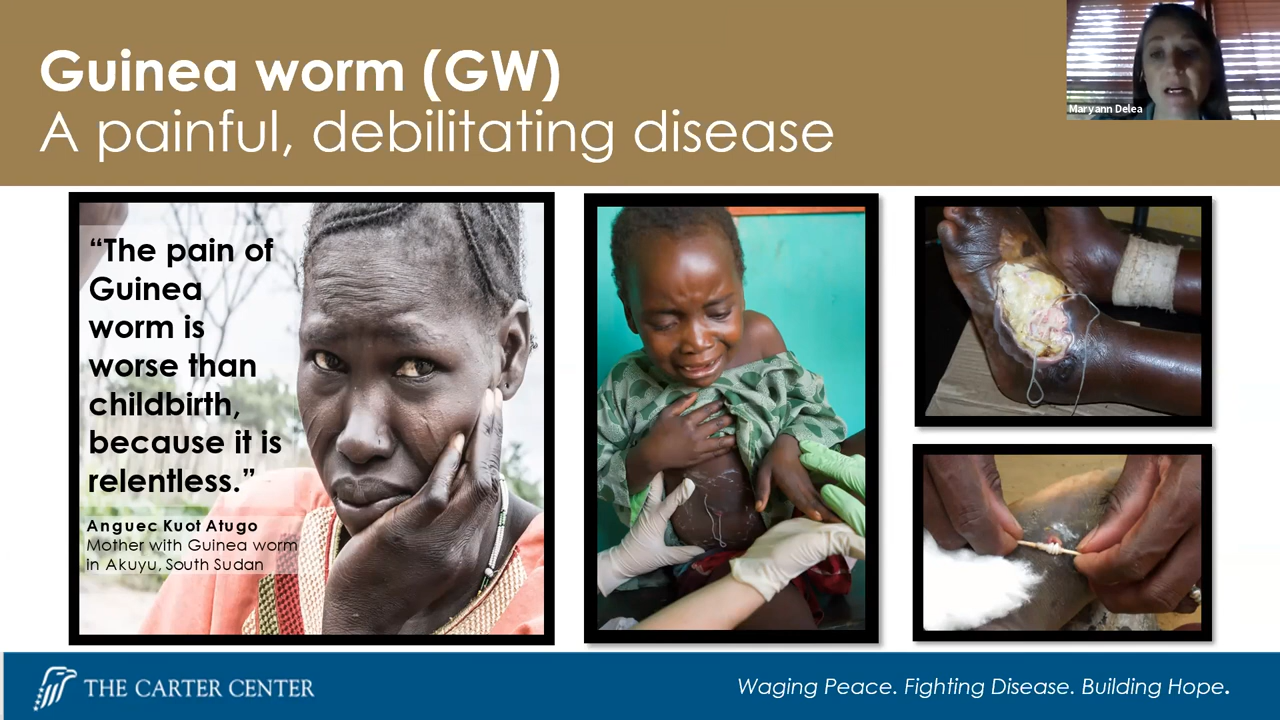 Guinea worm (GW)
A painful, debilitating disease
Maryann Delea
“The pain of
Guinea
worm is
worse than
childbirth,
because it is
relentless.”
Anguec Kuot Atugo
Mother with Guinea worm
in Akuyu, South Sudan
THE CARTER CENTER
Waging Peace. Fighting Disease. Building Hope.